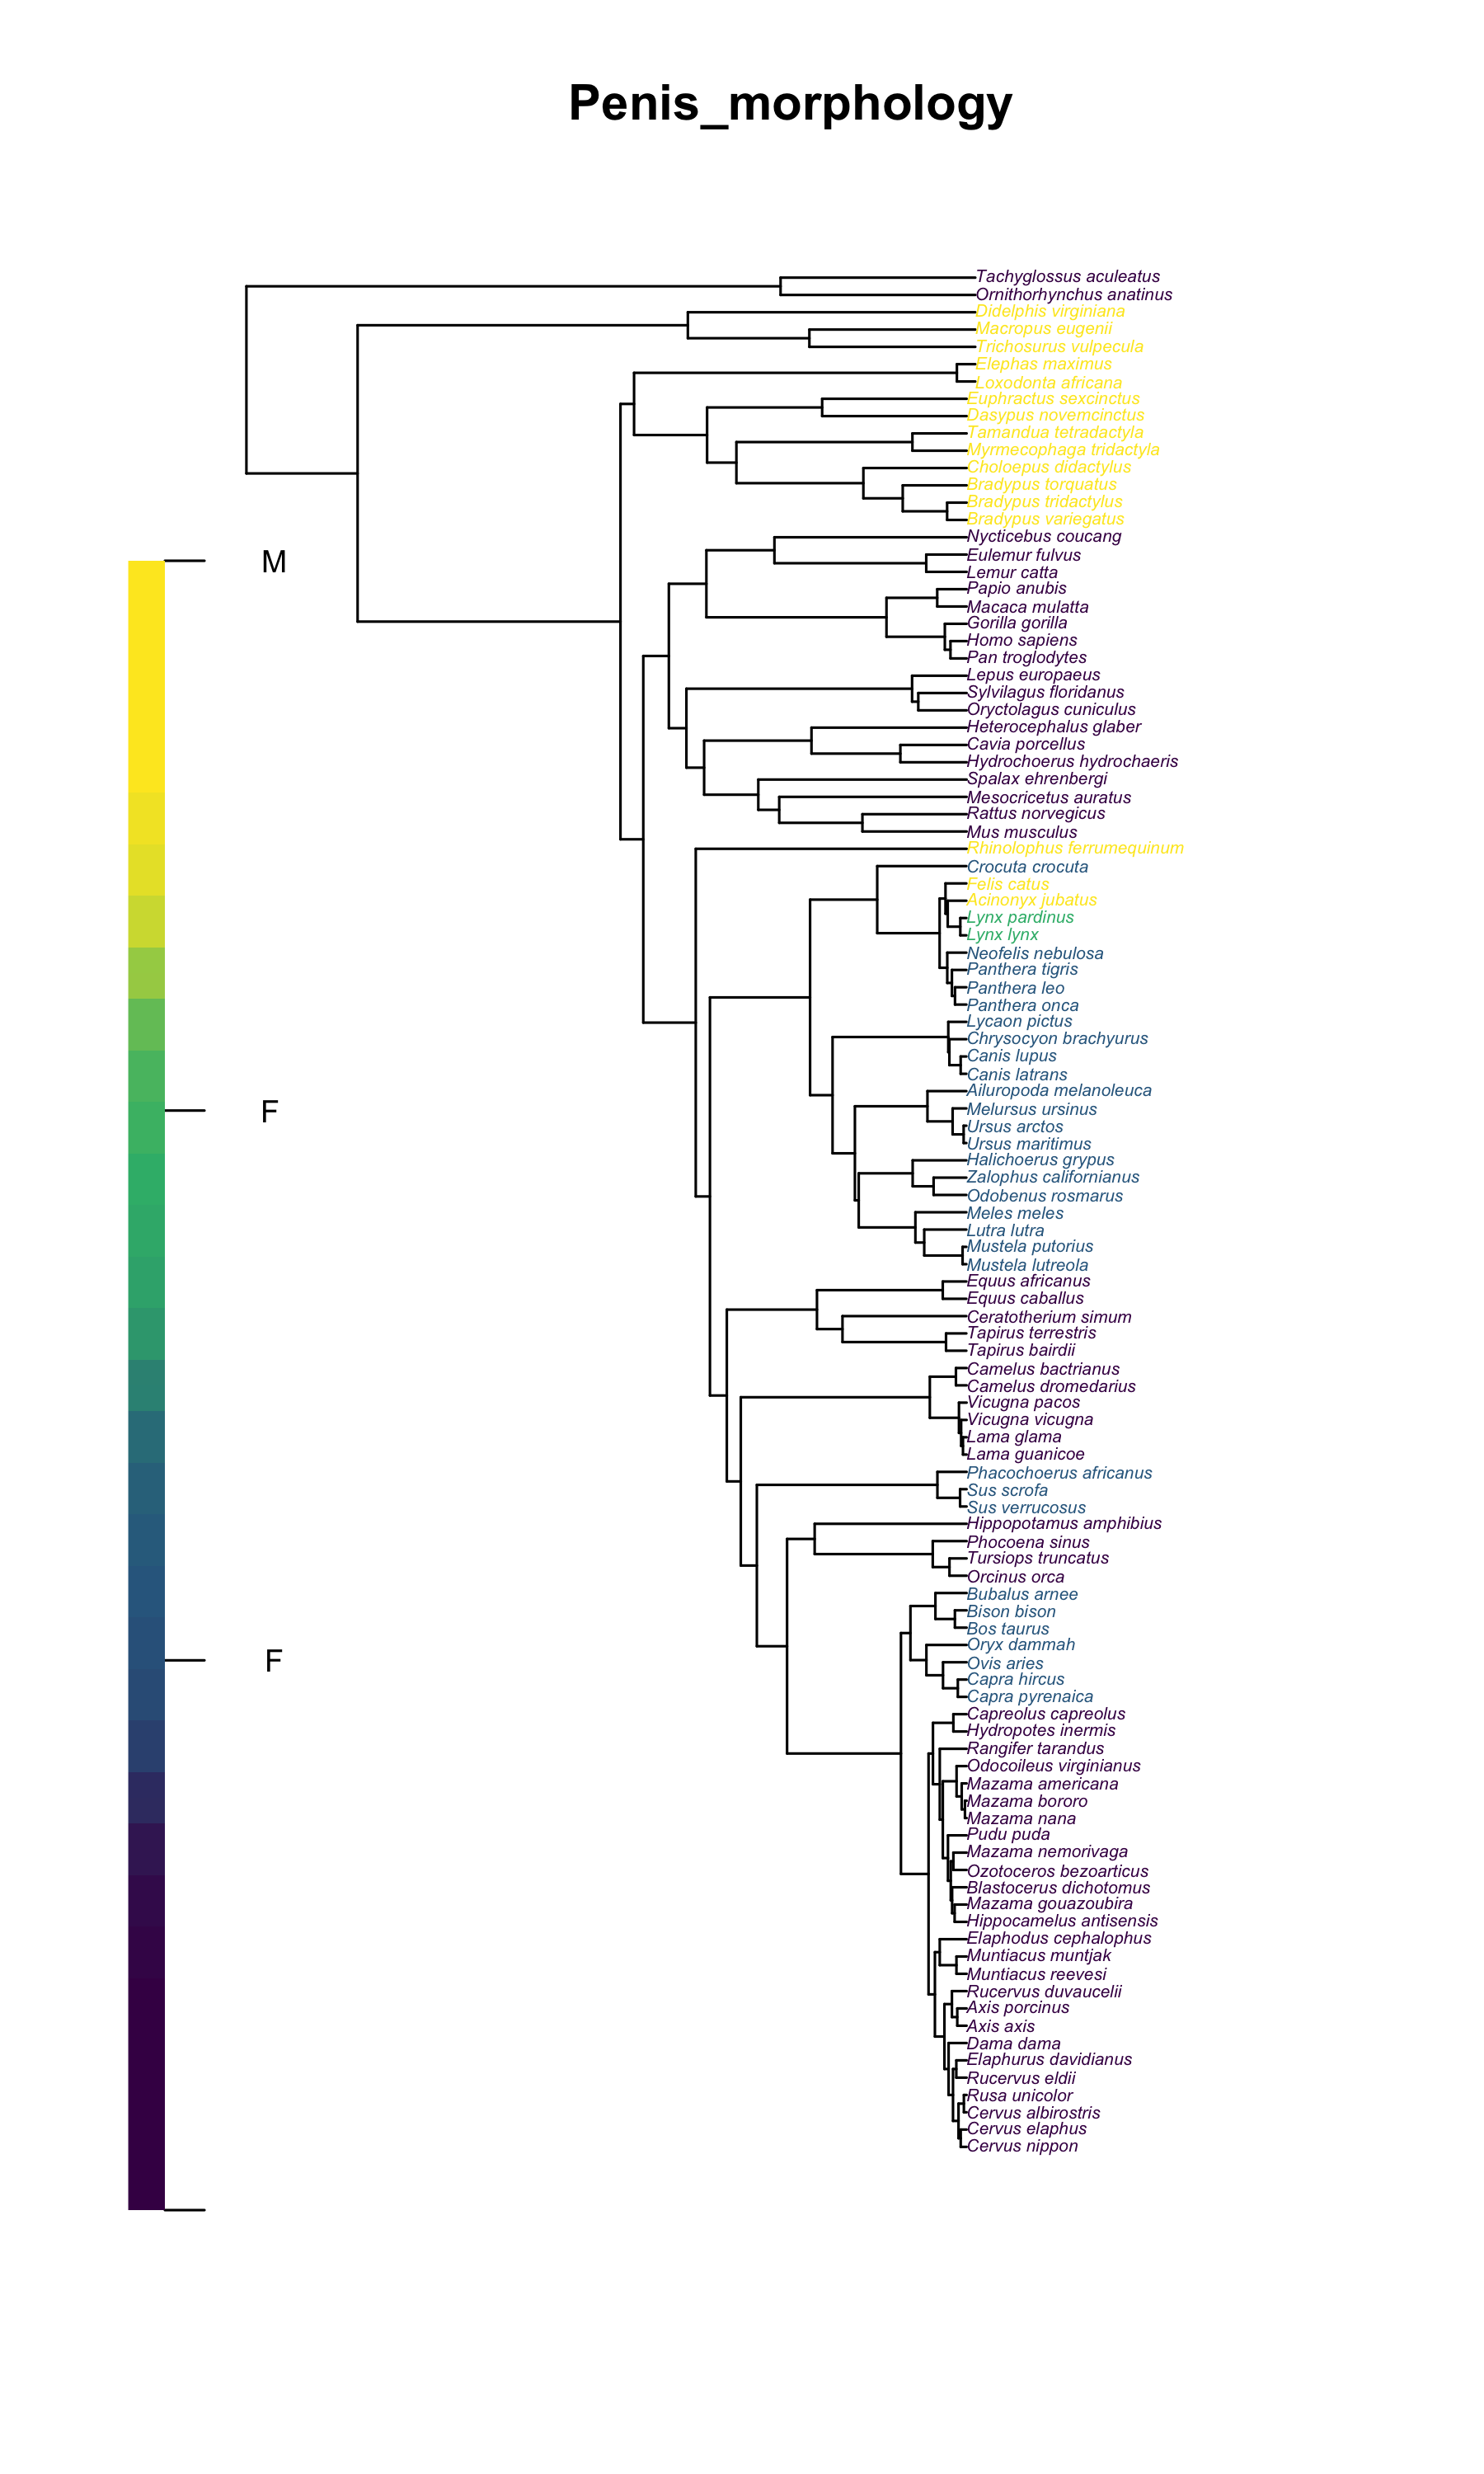 Penis_morphology
Tachyglossus aculeatus
Ornithorhynchus anatinus
Didelphis virginiana
Macropus eugenii
Trichosurus vulpecula
Elephas maximus
Loxodonta africana
Euphractus sexcinctus
Dasypus novemcinctus
Tamandua tetradactyla
Myrmecophaga tridactyla
Choloepus didactylus
Bradypus torquatus
Bradypus tridactylus
Bradypus variegatus
Nycticebus coucang
Eulemur fulvus
M
Lemur catta
Papio anubis
Macaca mulatta
Gorilla gorilla
Homo sapiens
Pan troglodytes
Lepus europaeus
Sylvilagus floridanus
Oryctolagus cuniculus
Heterocephalus glaber
Cavia porcellus
Hydrochoerus hydrochaeris
Spalax ehrenbergi
Mesocricetus auratus
Rattus norvegicus
Mus musculus
Rhinolophus ferrumequinum
Crocuta crocuta
Felis catus
Acinonyx jubatus
Lynx pardinus
Lynx lynx
Neofelis nebulosa
Panthera tigris
Panthera leo
Panthera onca
Lycaon pictus
Chrysocyon brachyurus
Canis lupus
Canis latrans
Ailuropoda melanoleuca
Melursus ursinus
F
Ursus arctos
Ursus maritimus
Halichoerus grypus
Zalophus californianus
Odobenus rosmarus
Meles meles
Lutra lutra
Mustela putorius
Mustela lutreola
Equus africanus
Equus caballus
Ceratotherium simum
Tapirus terrestris
Tapirus bairdii
Camelus bactrianus
Camelus dromedarius
Vicugna pacos
Vicugna vicugna
Lama glama
Lama guanicoe
Phacochoerus africanus
Sus scrofa
Sus verrucosus
Hippopotamus amphibius
Phocoena sinus
Tursiops truncatus
Orcinus orca
Bubalus arnee
Bison bison
Bos taurus
Oryx dammah
F
Ovis aries
Capra hircus
Capra pyrenaica
Capreolus capreolus
Hydropotes inermis
Rangifer tarandus
Odocoileus virginianus
Mazama americana
Mazama bororo
Mazama nana
Pudu puda
Mazama nemorivaga
Ozotoceros bezoarticus
Blastocerus dichotomus
Mazama gouazoubira
Hippocamelus antisensis
Elaphodus cephalophus
Muntiacus muntjak
Muntiacus reevesi
Rucervus duvaucelii
Axis porcinus
Axis axis
Dama dama
Elaphurus davidianus
Rucervus eldii
Rusa unicolor
Cervus albirostris
Cervus elaphus
Cervus nippon